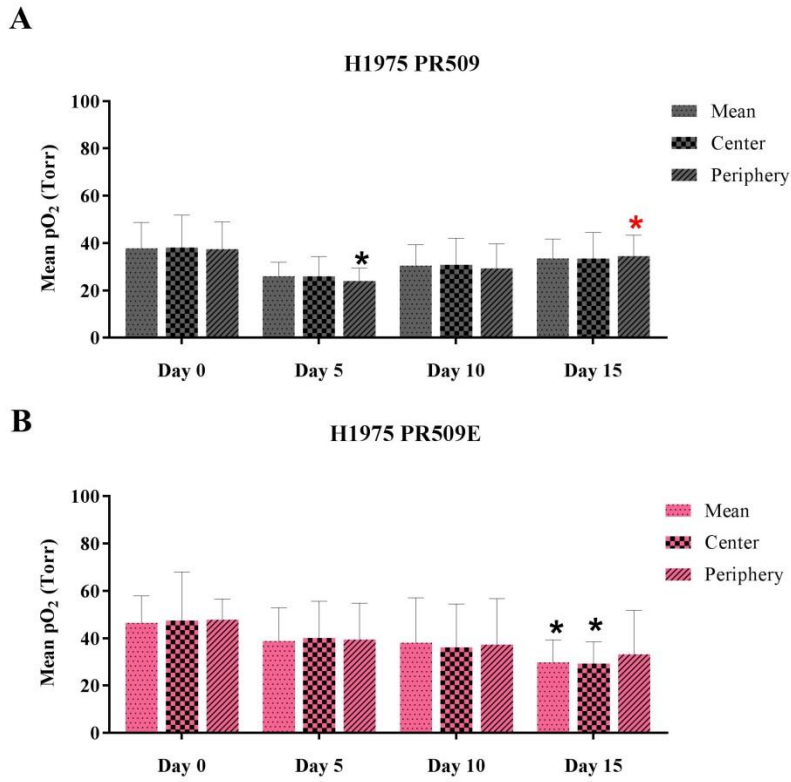 A
H1975 PR509
Mean pO₂ (Torr)
100
80
60
40
20
0
*
*
Day 0 Day 5 Day 10 Day 15
Mean
Center
Periphery
B
H1975 PR509E
Mean pO₂ (Torr)
100
80
60
40
20
0
* *
Day 0 Day 5 Day 10 Day 15
Mean
Center
Periphery